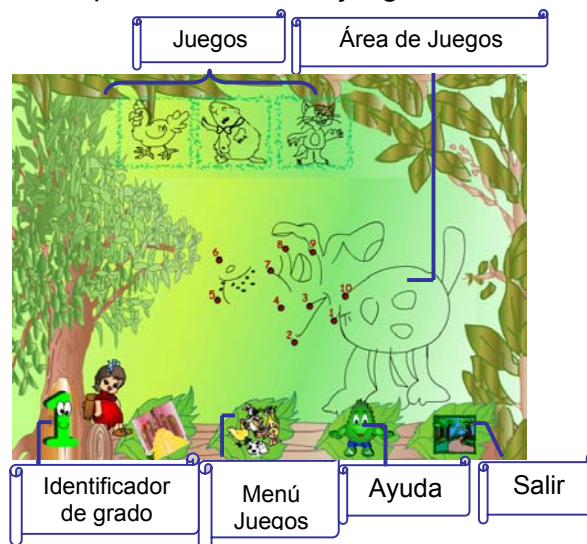 Juegos
Área de Juegos
8 9
6
7
10
5
4 3
1
2
1
Identificador
de grado
Menú
Juegos
Ayuda
Salir